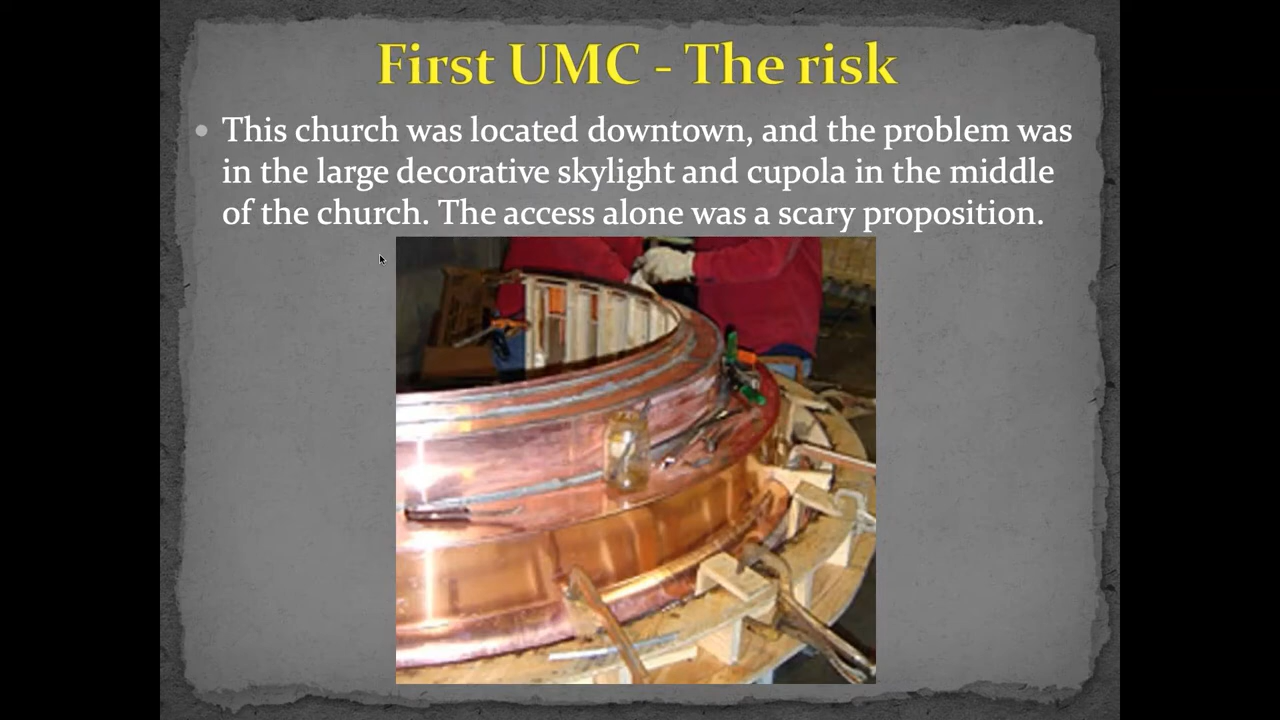 First UMC - The risk
This church was located downtown, and the problem was
in the large decorative skylight and cupola in the middle
of the church. The access alone was a scary proposition.